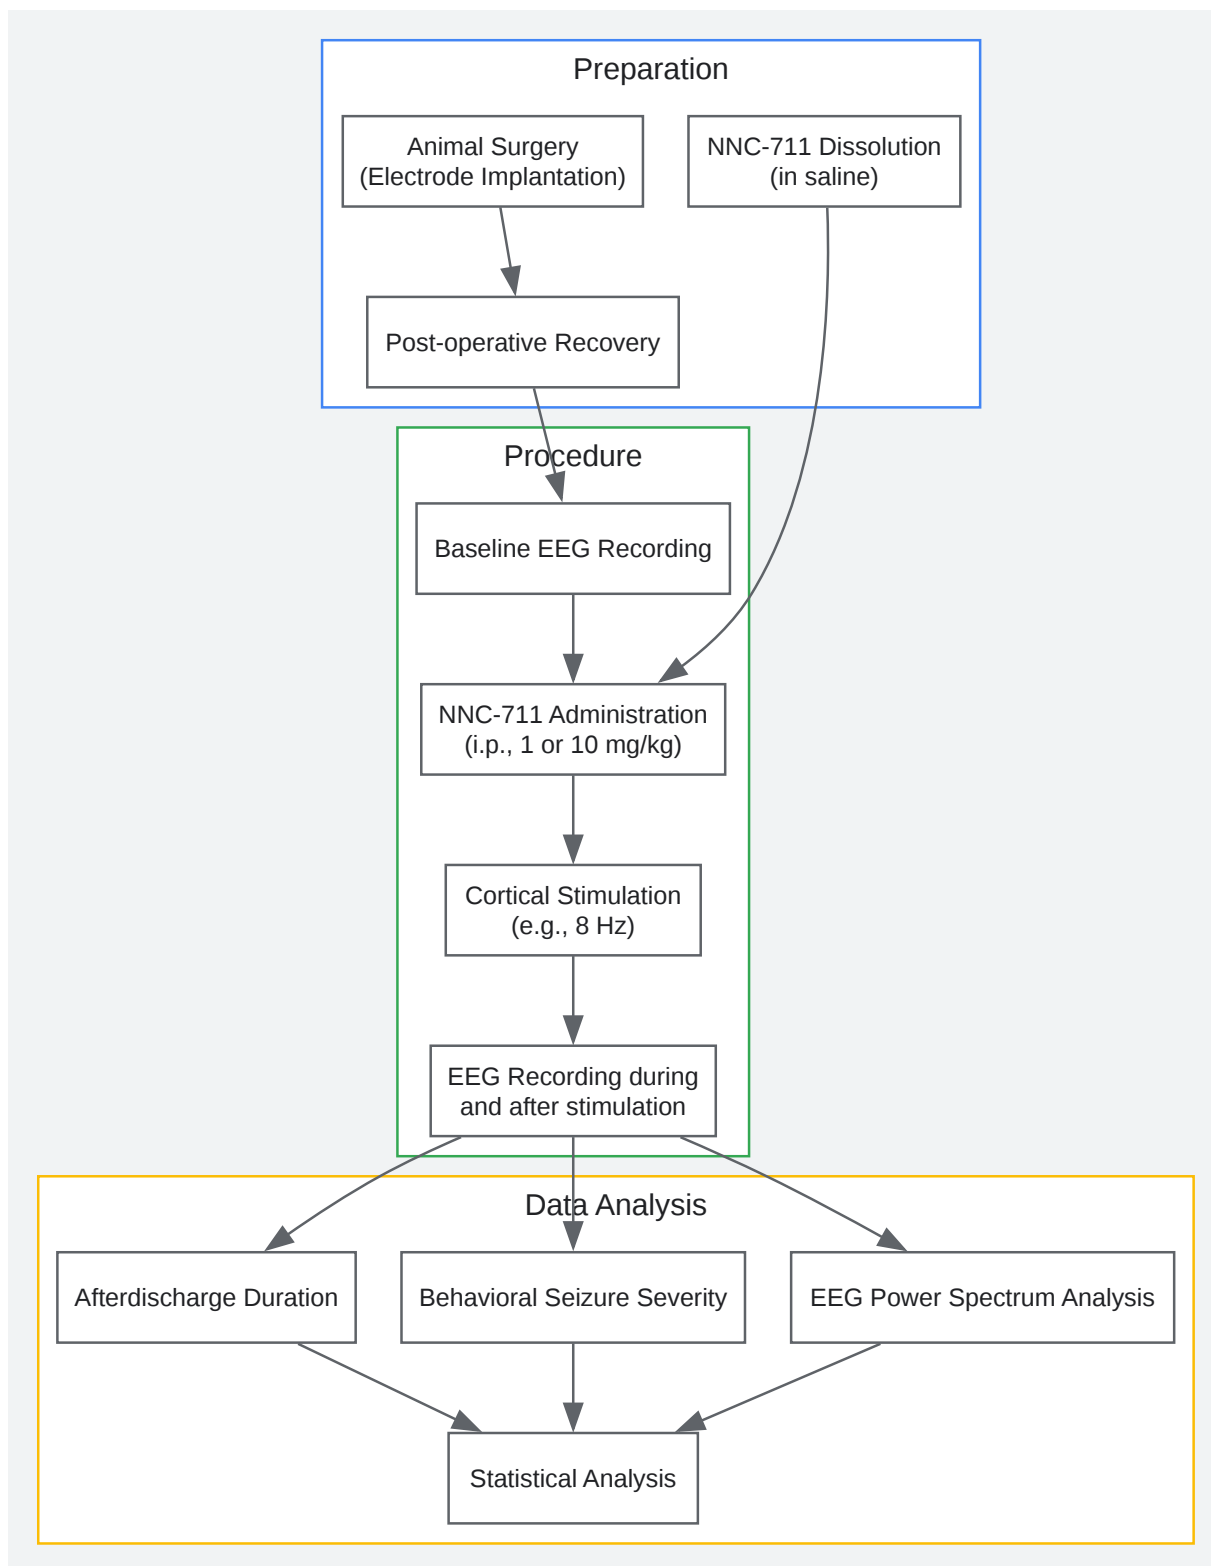 Preparation
Animal Surgery
(Electrode Implantation)
NNC-711 Dissolution
(in saline)
Post-operative Recovery
Procedure
Baseline EEG Recording
NNC-711 Administration
(i.p., 1 or 10 mg/kg)
Cortical Stimulation
(e.g., 8 Hz)
EEG Recording during
and after stimulation
Data Analysis
Afterdischarge Duration
Behavioral Seizure Severity
EEG Power Spectrum Analysis
Statistical Analysis